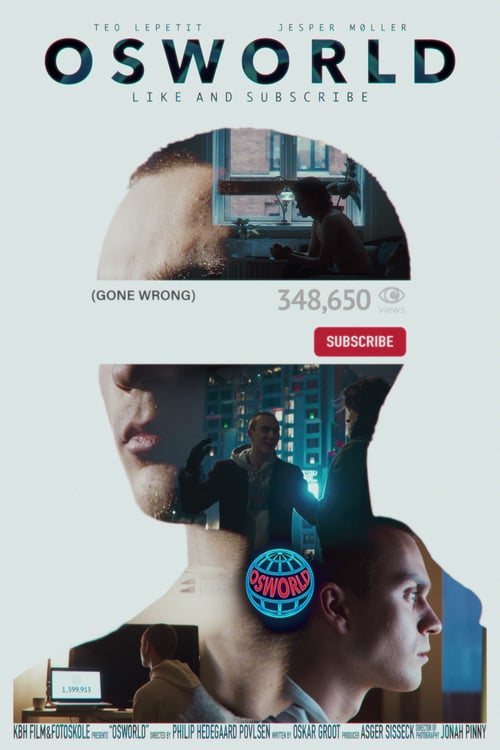 TEO LEPETIT JESPER MØLLER
OSWORLD
LIKE AND SUBSCRIBE
(GONE WRONG)
348,650
views
SUBSCRIBE
OSWORLD
1,399,913
KBH FILM&FOTOSKOLE PRESENTS "OSWORLD" DIRECTED BY PHILIP HEDEGAARD POVLSEN WRITTEN BY OSKAR GROOT PRODUCER ASGER SISSECK DIRECTOR OF PHOTOGRAPHY JONAH PINNY